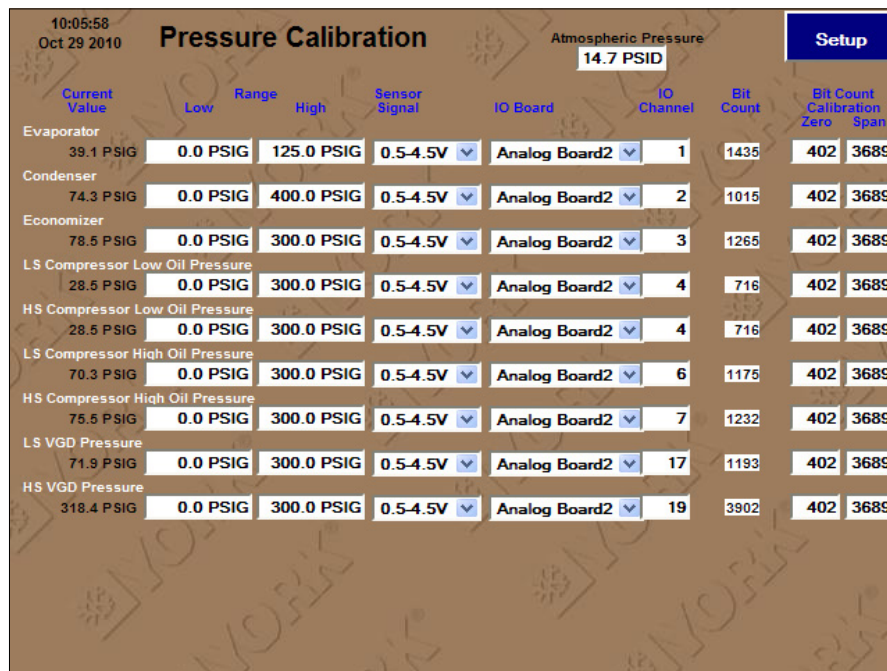 10:05:58
Oct 29 2010
Pressure Calibration
Atmospheric Pressure
14.7 PSID
Setup
Current Value
Range
Low
High
Sensor Signal
IO Board
IO Channel
Bit Count
Bit Count Calibration
Zero Span
Evaporator
39.1 PSIG 0.0 PSIG 125.0 PSIG 0.5-4.5V Analog Board2 1 1435 402 3689
Condenser
74.3 PSIG 0.0 PSIG 400.0 PSIG 0.5-4.5V Analog Board2 2 1015 402 3689
Economizer
78.5 PSIG 0.0 PSIG 300.0 PSIG 0.5-4.5V Analog Board2 3 1265 402 3689
LS Compressor Low Oil Pressure
28.5 PSIG 0.0 PSIG 300.0 PSIG 0.5-4.5V Analog Board2 4 716 402 3689
HS Compressor Low Oil Pressure
28.5 PSIG 0.0 PSIG 300.0 PSIG 0.5-4.5V Analog Board2 4 716 402 3689
LS Compressor High Oil Pressure
70.3 PSIG 0.0 PSIG 300.0 PSIG 0.5-4.5V Analog Board2 6 1175 402 3689
HS Compressor High Oil Pressure
75.5 PSIG 0.0 PSIG 300.0 PSIG 0.5-4.5V Analog Board2 7 1232 402 3689
LS VGD Pressure
71.9 PSIG 0.0 PSIG 300.0 PSIG 0.5-4.5V Analog Board2 17 1193 402 3689
HS VGD Pressure
318.4 PSIG 0.0 PSIG 300.0 PSIG 0.5-4.5V Analog Board2 19 3902 402 3689
YORK